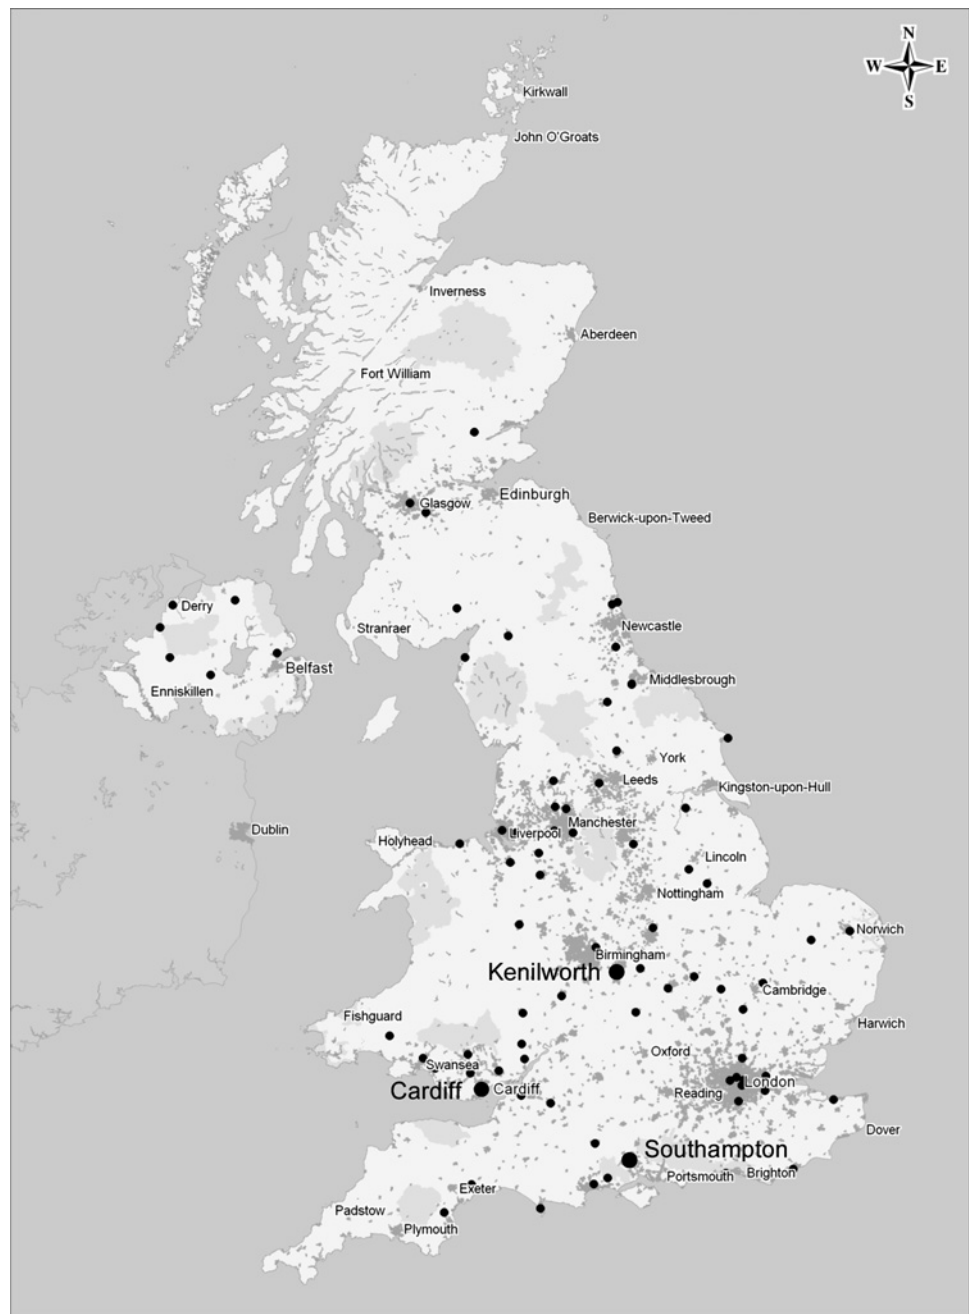 N
W E
S
Kirkwall
John O'Groats
Inverness
Aberdeen
Fort William
Glasgow
Edinburgh
Berwick-upon-Tweed
Derry
Stranraer
Newcastle
Belfast
Enniskillen
Middlesbrough
York
Leeds
Kingston-upon-Hull
Dublin
Manchester
Liverpool
Holyhead
Lincoln
Nottingham
Norwich
Birmingham
Kenilworth
Cambridge
Fishguard
Harwich
Oxford
Swansea
London
Cardiff
Cardiff
Reading
Dover
Southampton
Portsmouth
Brighton
Exeter
Padstow
Plymouth